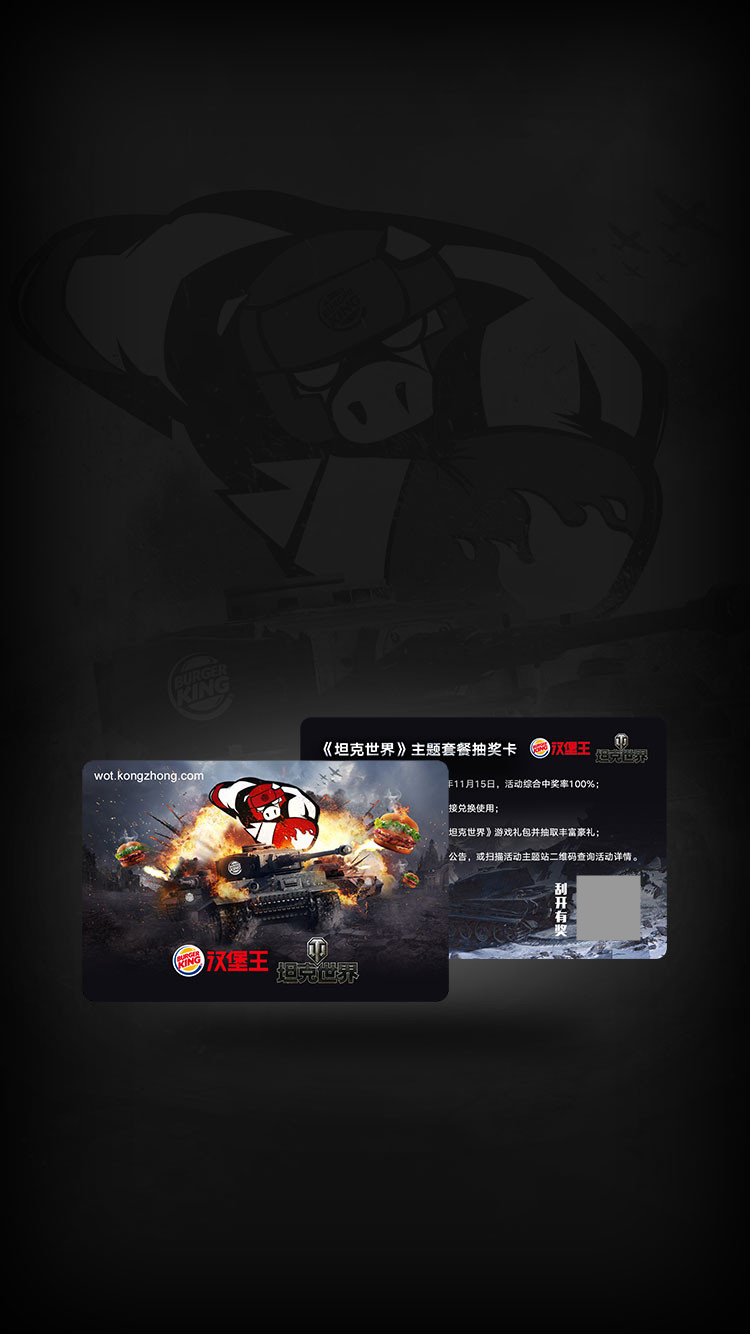 BURGER KING
BURGER KING
《坦克世界》主题套餐抽奖卡
BURGER KING 汉堡王
坦克世界
wot.kongzhong.com
年11月15日，活动综合中奖率100%；
接兑换使用；
坦克世界》游戏礼包并抽取丰富豪礼；
公告，或扫描活动主题站二维码查询活动详情。
刮开有奖
BURGER KING
BURGER KING 汉堡王
坦克世界